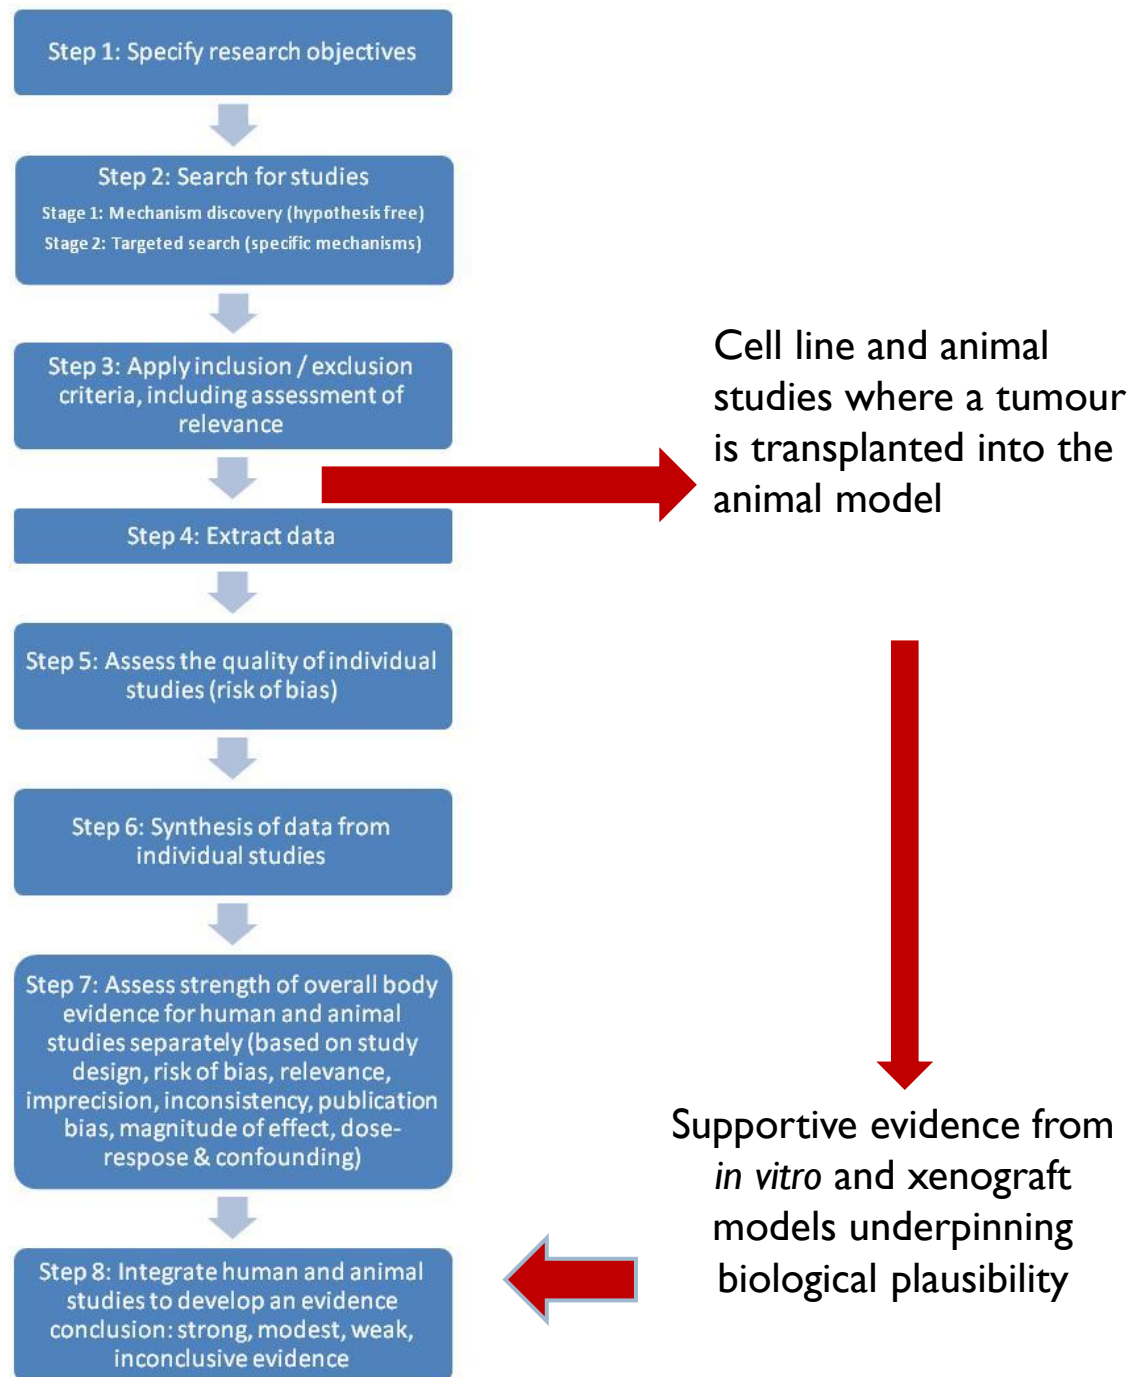 Step 1: Specify research objectives
Step 2: Search for studies
Stage 1: Mechanism discovery (hypothesis free)
Stage 2: Targeted search (specific mechanisms)
Step 3: Apply inclusion / exclusion
criteria, including assessment of
relevance
Cell line and animal
studies where a tumour
is transplanted into the
animal model
Step 4: Extract data
Step 5: Assess the quality of individual
studies (risk of bias)
Step 6: Synthesis of data from
individual studies
Step 7: Assess strength of overall body
evidence for human and animal
studies separately (based on study
design, risk of bias, relevance,
imprecision, inconsistency, publication
bias, magnitude of effect, dose-
respose & confounding)
Supportive evidence from
in vitro and xenograft
models underpinning
biological plausibility
Step 8: Integrate human and animal
studies to develop an evidence
conclusion: strong, modest, weak,
inconclusive evidence